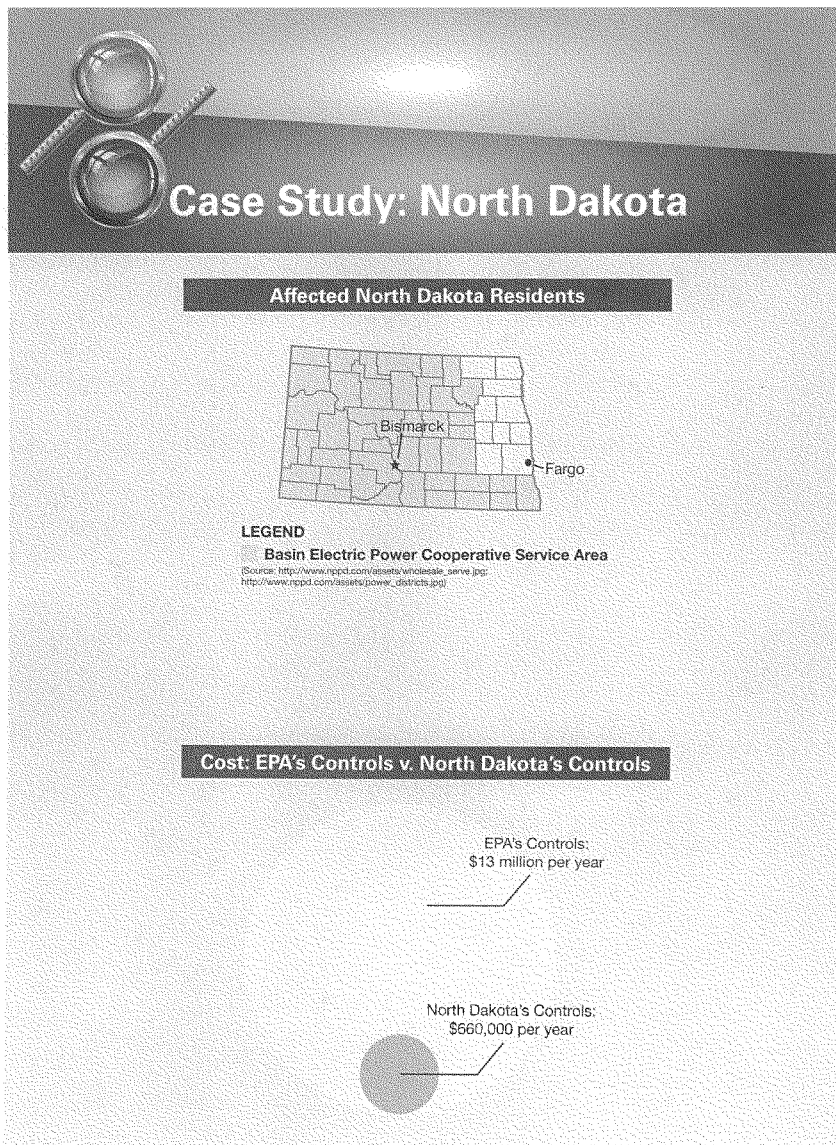 Case Study: North Dakota
Affected North Dakota Residents
Bismarck
Fargo
LEGEND
Basin Electric Power Cooperative Service Area
(Source: http://www.nppd.com/assets/wholesale_serve.jpg;
http://www.nppd.com/assets/power_districts.jpg)
Cost: EPA's Controls v. North Dakota's Controls
EPA's Controls:
$13 million per year
North Dakota's Controls:
$660,000 per year